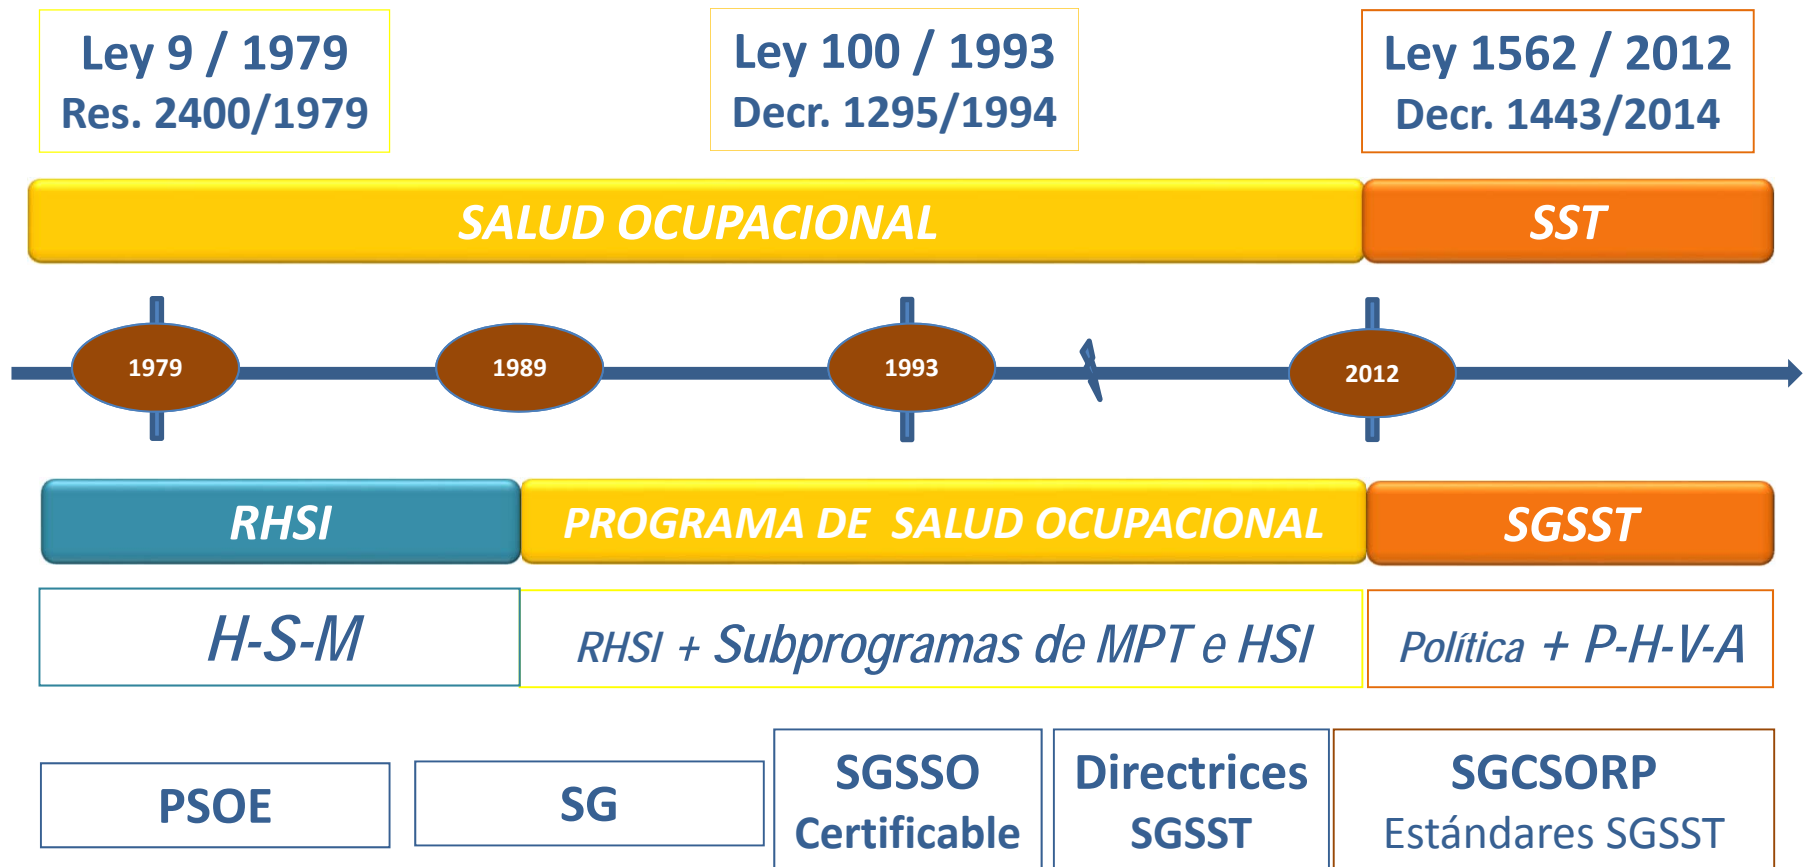 Ley 9 / 1979
Res. 2400/1979
Ley 100 / 1993
Decr. 1295/1994
Ley 1562 / 2012
Decr. 1443/2014
SALUD OCUPACIONAL
SST
1979
1989
1993
2012
RHSI
PROGRAMA DE SALUD OCUPACIONAL
SGSST
H-S-M
RHSI + Subprogramas de MPT e HSI
Política + P-H-V-A
PSOE
SG
SGSSO
Certificable
Directrices
SGSST
SGCSORP
Estándares SGSST